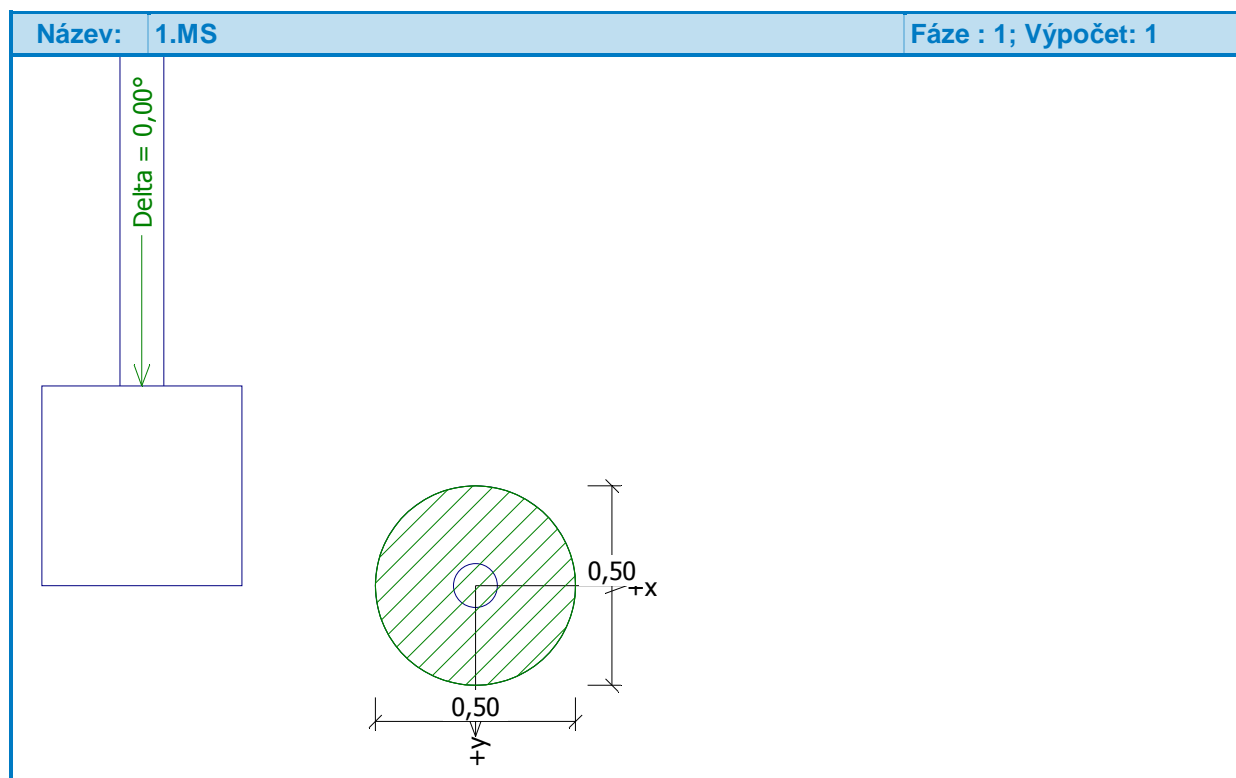 Název: 1.MS Fáze : 1; Výpočet: 1
Delta = 0,00°
0,50
+x
0,50
+y